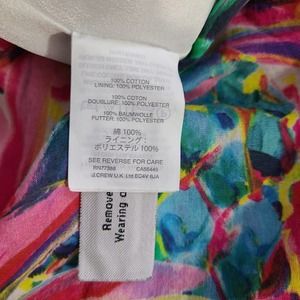 100% COTTON
LINING: 100% POLYESTER
100% COTON
DOUBLURE: 100% POLYESTER
100% BAUMWOLLE
FUTTER: 100% POLYESTER
綿 100%
ライニング:
ポリエステル 100%
SEE REVERSE FOR CARE
RN77388 CA56445
J.CREW U.K. Ltd EC4V 6JA
Remove
Wearing o